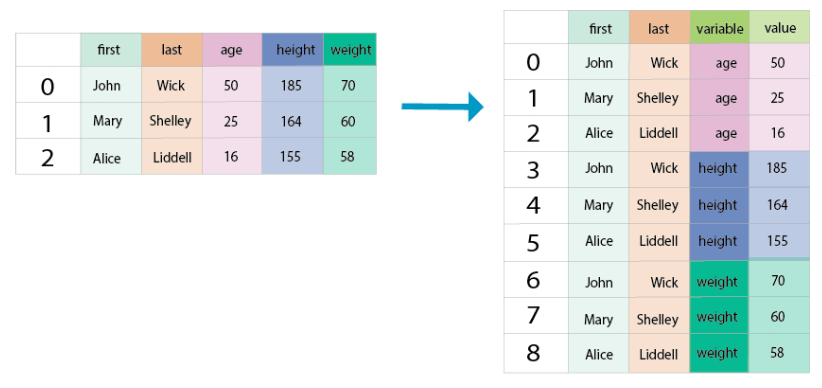 first last age height weight
0 John Wick 50 185 70
1 Mary Shelley 25 164 60
2 Alice Liddell 16 155 58
first last variable value
0 John Wick age 50
1 Mary Shelley age 25
2 Alice Liddell age 16
3 John Wick height 185
4 Mary Shelley height 164
5 Alice Liddell height 155
6 John Wick weight 70
7 Mary Shelley weight 60
8 Alice Liddell weight 58